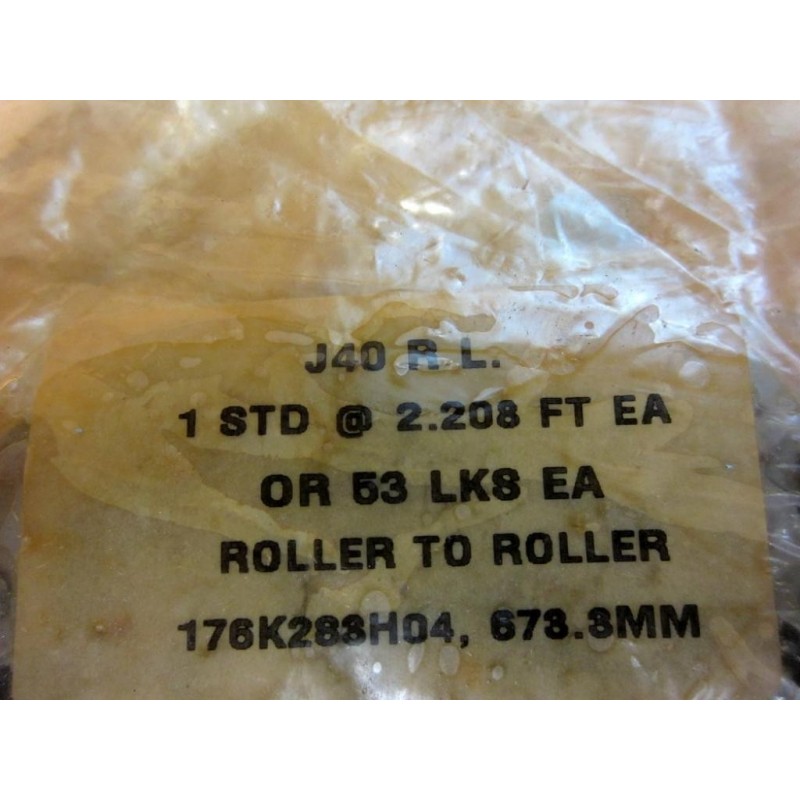 J40 R L.
1 STD @ 2.208 FT EA
OR 53 LKS EA
ROLLER TO ROLLER
176K283H04, 673.3MM